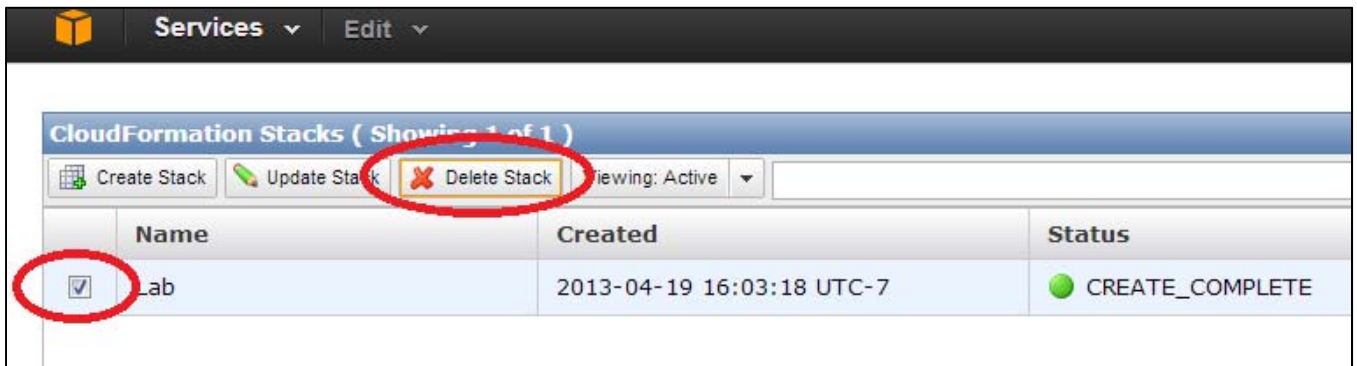 Services Edit
CloudFormation Stacks ( Showing 1 of 1 )
Create Stack Update Stack Delete Stack Viewing: Active
Name Created Status
Lab 2013-04-19 16:03:18 UTC-7 CREATE_COMPLETE